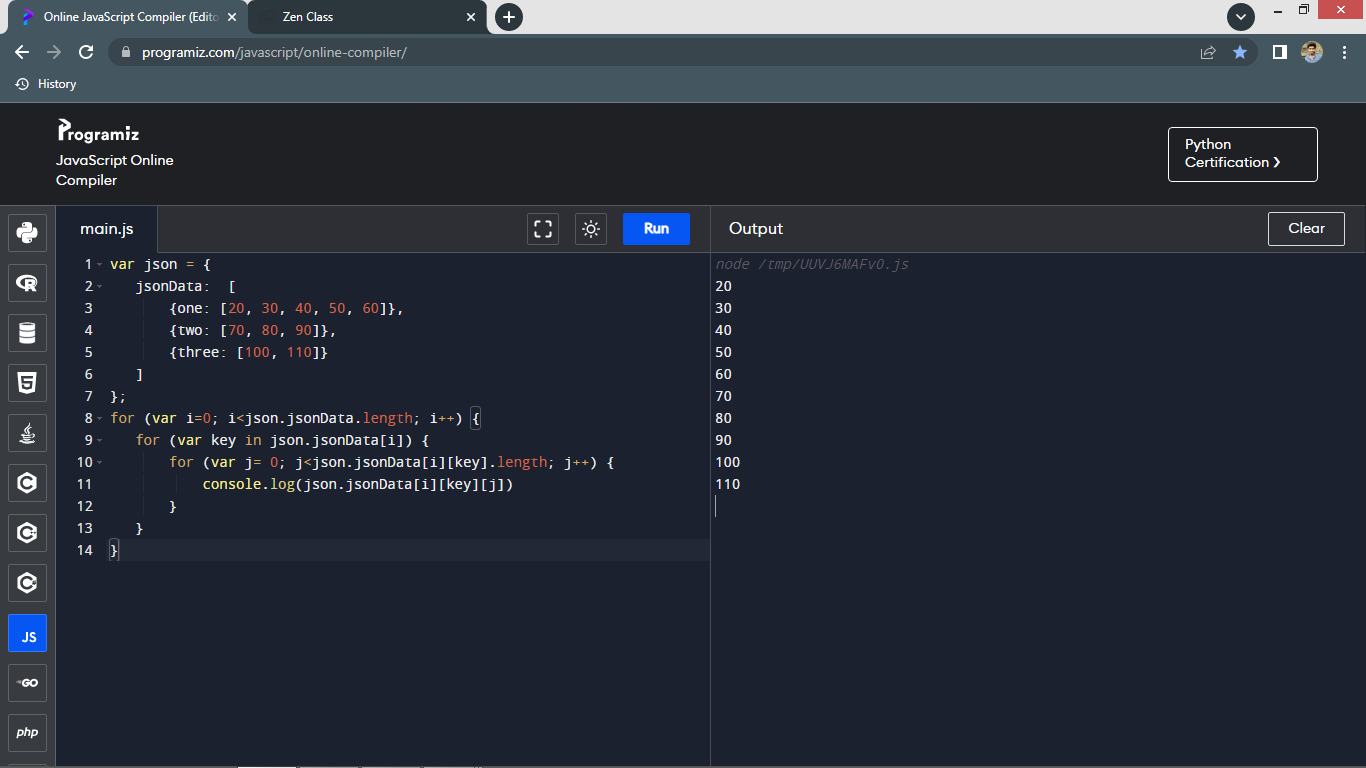 Online JavaScript Compiler (Edito
Zen Class
programiz.com/javascript/online-compiler/
History
Programiz
JavaScript Online
Compiler
Python
Certification ❯
main.js
Run
Output
Clear
1 var json = {
2    jsonData:  [
3        {one: [20, 30, 40, 50, 60]},
4        {two: [70, 80, 90]},
5        {three: [100, 110]}
6    ]
7 };
8 for (var i=0; i<json.jsonData.length; i++) {
9    for (var key in json.jsonData[i]) {
10        for (var j= 0; j<json.jsonData[i][key].length; j++) {
11            console.log(json.jsonData[i][key][j])
12        }
13    }
14 }
node /tmp/UUVJ6MAFvO.js
20
30
40
50
60
70
80
90
100
110
R
5
C
C
C
JS
GO
php